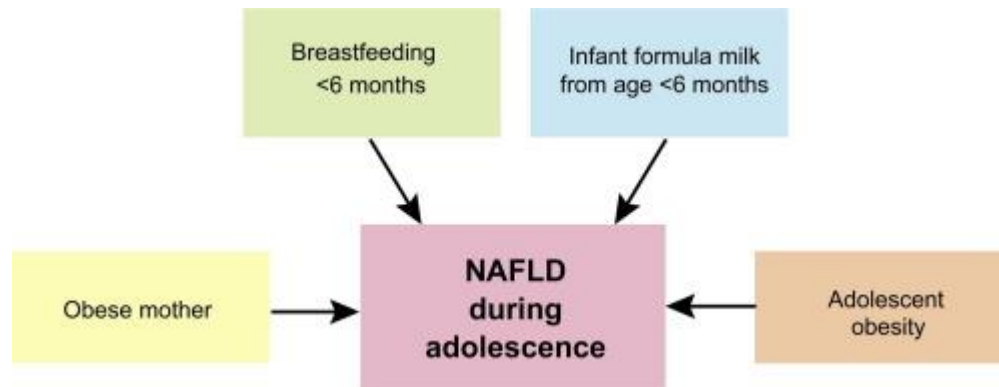 Breastfeeding
<6 months
Infant formula milk
from age <6 months
Obese mother
NAFLD
during
adolescence
Adolescent
obesity